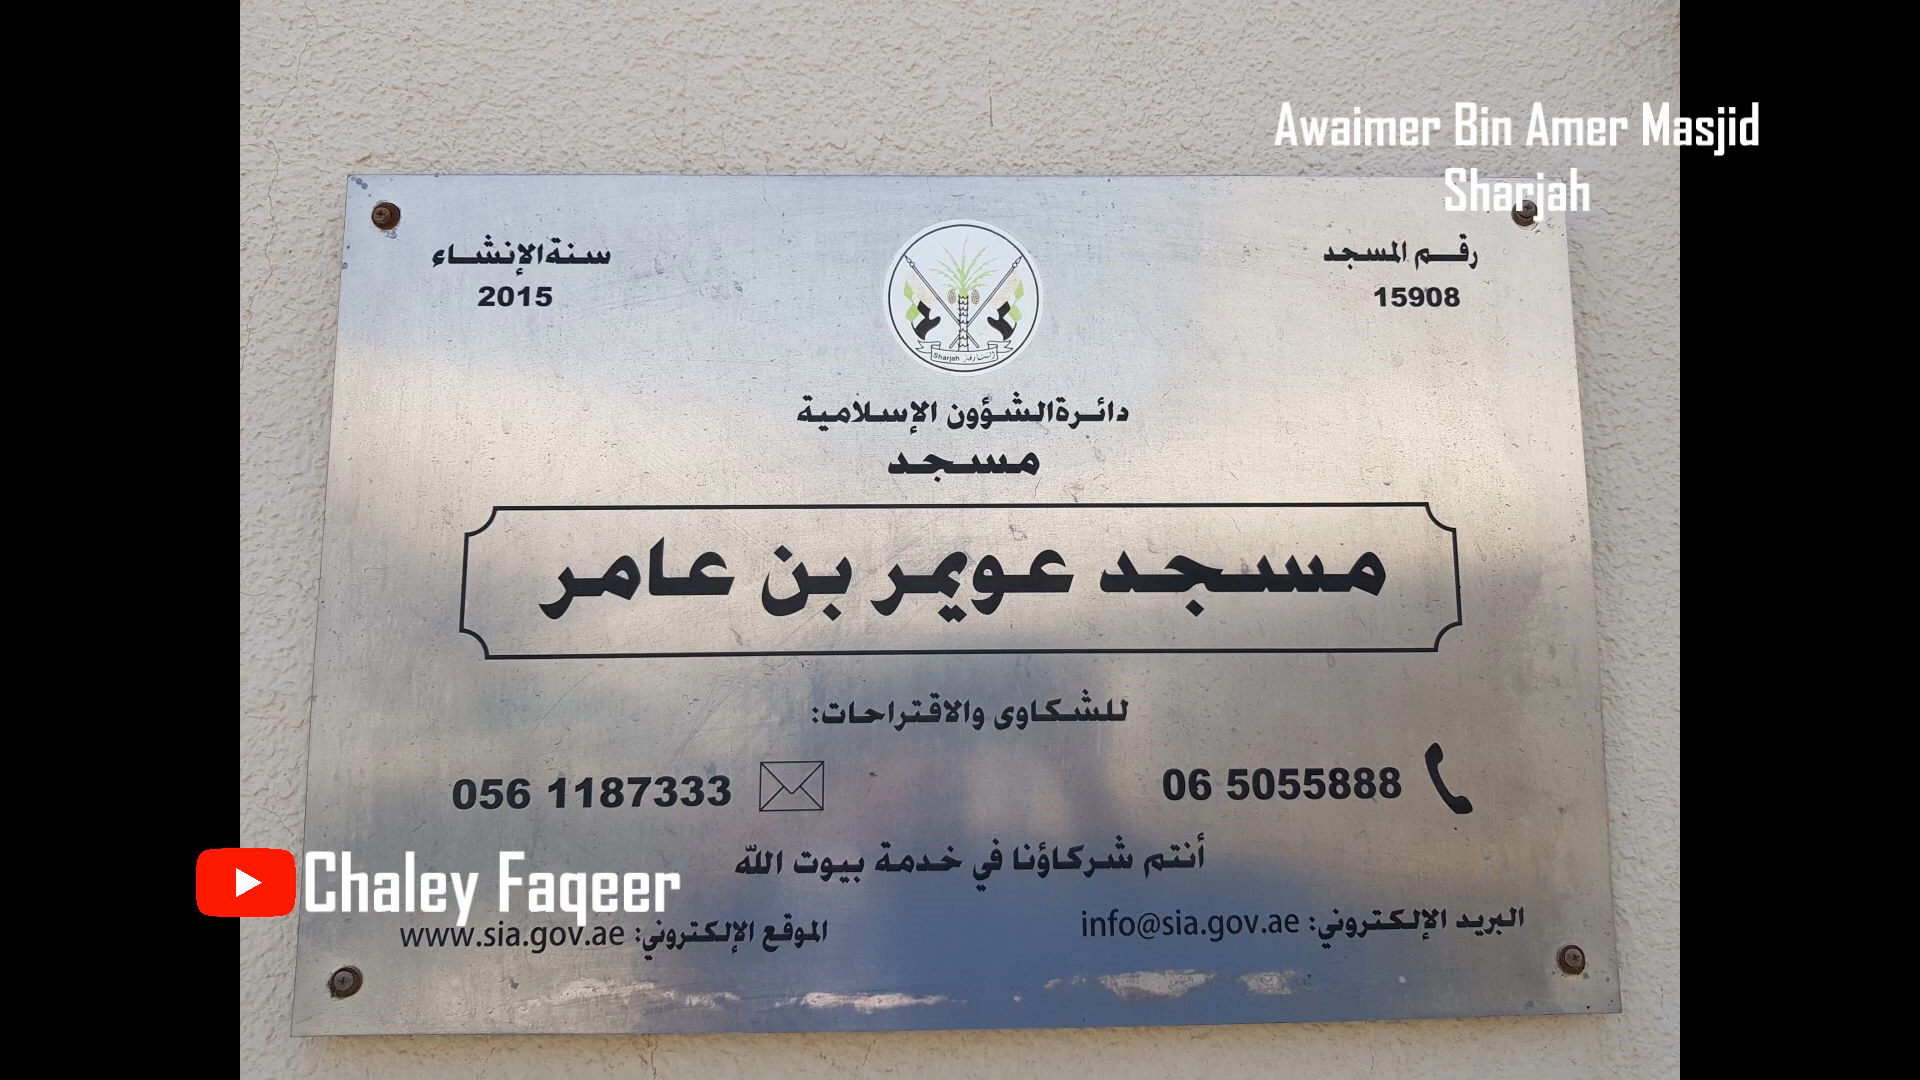 Awaimer Bin Amer Masjid
Sharjah
رقم المسجد
15908
سنة الإنشاء
2015
Sharjah الشارقة
دائرة الشؤون الإسلامية
مسجد
مسجد عويمر بن عامر
للشكاوى والاقتراحات:
06 5055888
056 1187333
أنتم شركاؤنا في خدمة بيوت الله
البريد الإلكتروني: info@sia.gov.ae
الموقع الإلكتروني: www.sia.gov.ae
Chaley Faqeer